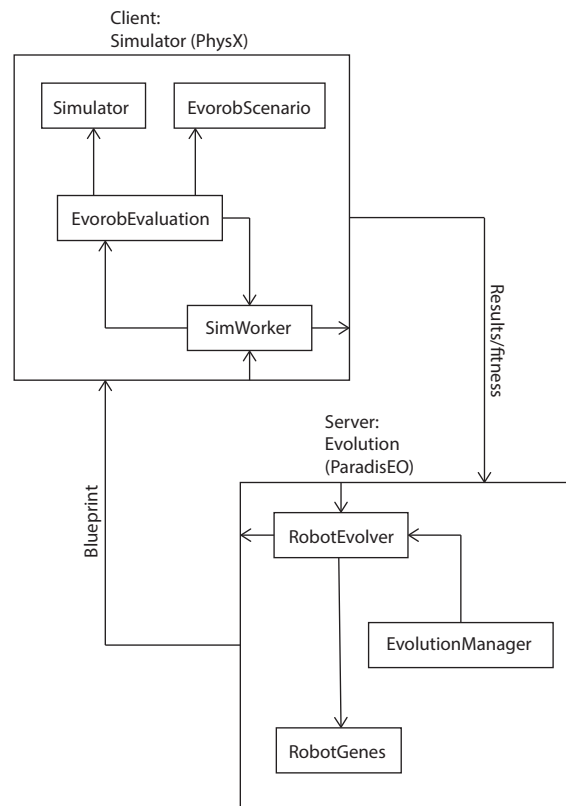 Client:
Simulator (PhysX)
Simulator
EvorobScenario
EvorobEvaluation
SimWorker
Results/fitness
Server:
Evolution
(ParadisEO)
Blueprint
RobotEvolver
EvolutionManager
RobotGenes